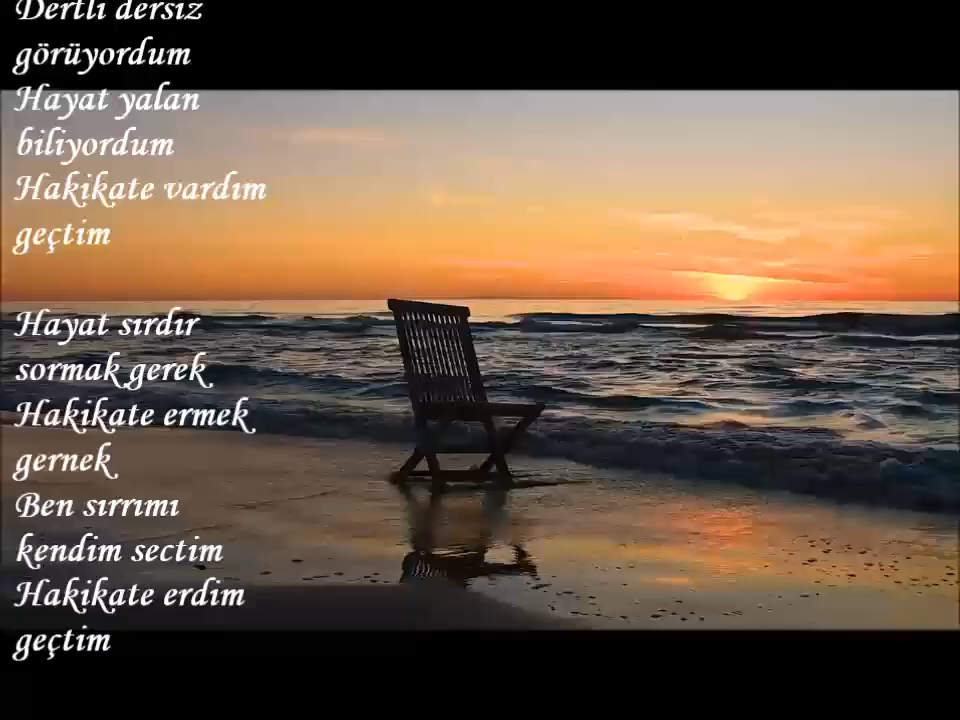 Dertli dersiz
görüyordum
Hayat yalan
biliyordum
Hakikate vardım
geçtim
Hayat sırdır
sormak gerek
Hakikate ermek
gernek
Ben sırrımı
kendim sectim
Hakikate erdim
geçtim